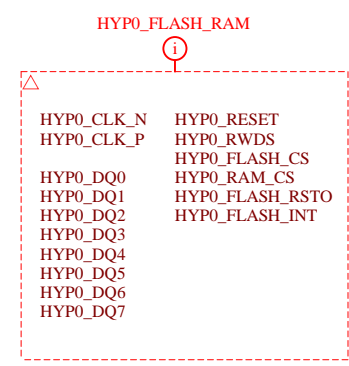 HYP0_FLASH_RAM
i
HYP0_CLK_N
HYP0_CLK_P
HYP0_DQ0
HYP0_DQ1
HYP0_DQ2
HYP0_DQ3
HYP0_DQ4
HYP0_DQ5
HYP0_DQ6
HYP0_DQ7
HYP0_RESET
HYP0_RWDS
HYP0_FLASH_CS
HYP0_RAM_CS
HYP0_FLASH_RSTO
HYP0_FLASH_INT